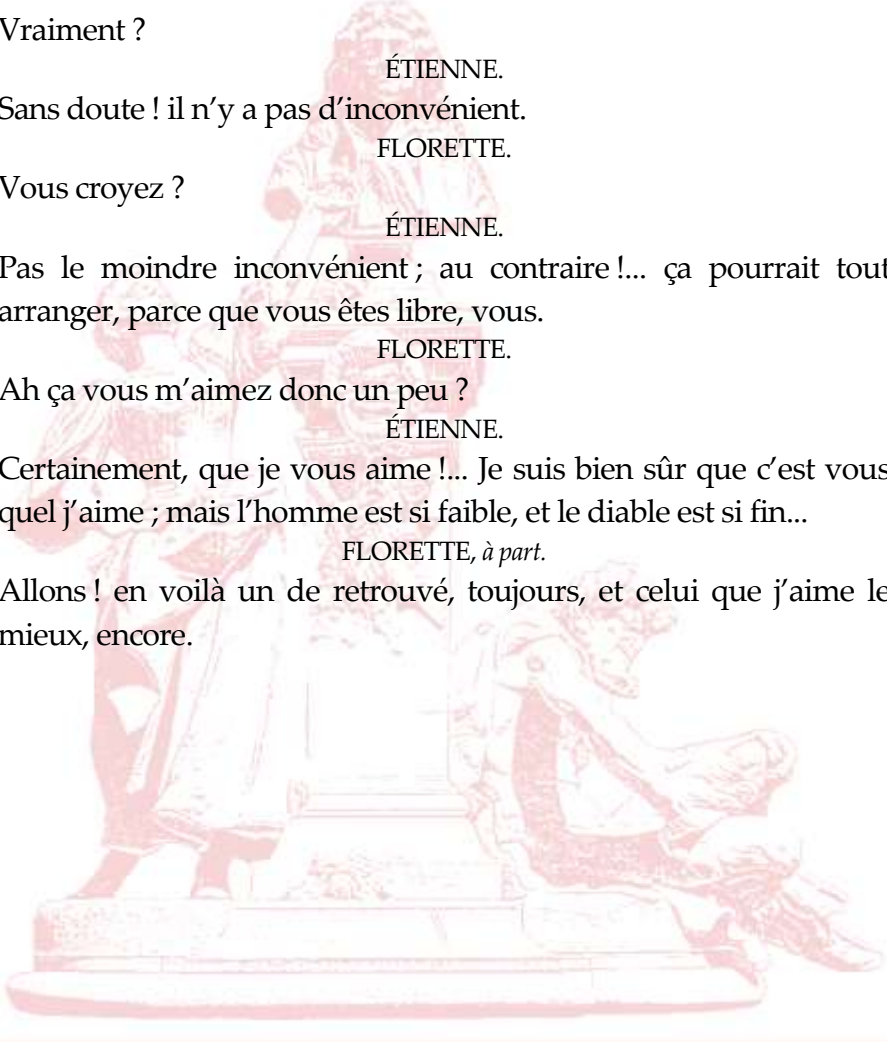 Vraiment ?
ÉTIENNE.
Sans doute ! il n’y a pas d’inconvénient.
FLORETTE.
Vous croyez ?
ÉTIENNE.
Pas le moindre inconvénient ; au contraire !... ça pourrait tout
arranger, parce que vous êtes libre, vous.
FLORETTE.
Ah ça vous m’aimez donc un peu ?
ÉTIENNE.
Certainement, que je vous aime !... Je suis bien sûr que c’est vous
quel j’aime ; mais l’homme est si faible, et le diable est si fin...
FLORETTE, à part.
Allons ! en voilà un de retrouvé, toujours, et celui que j’aime le
mieux, encore.